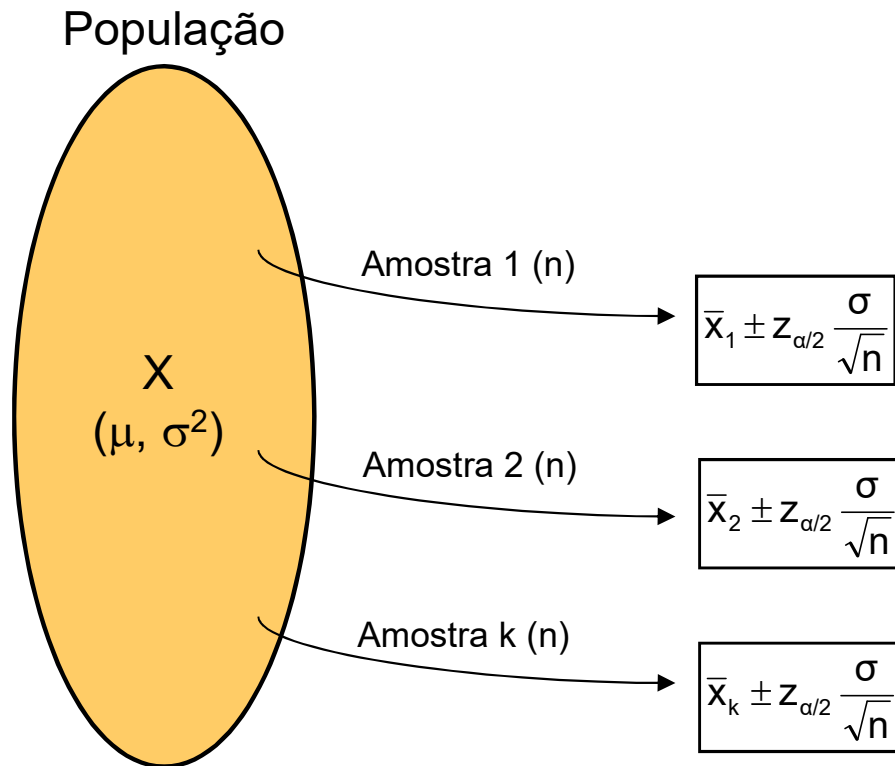 População
Amostra 1 (n)
x̄₁ ± z_α/2 σ/√n
X
(μ, σ²)
Amostra 2 (n)
x̄₂ ± z_α/2 σ/√n
Amostra k (n)
x̄ₖ ± z_α/2 σ/√n